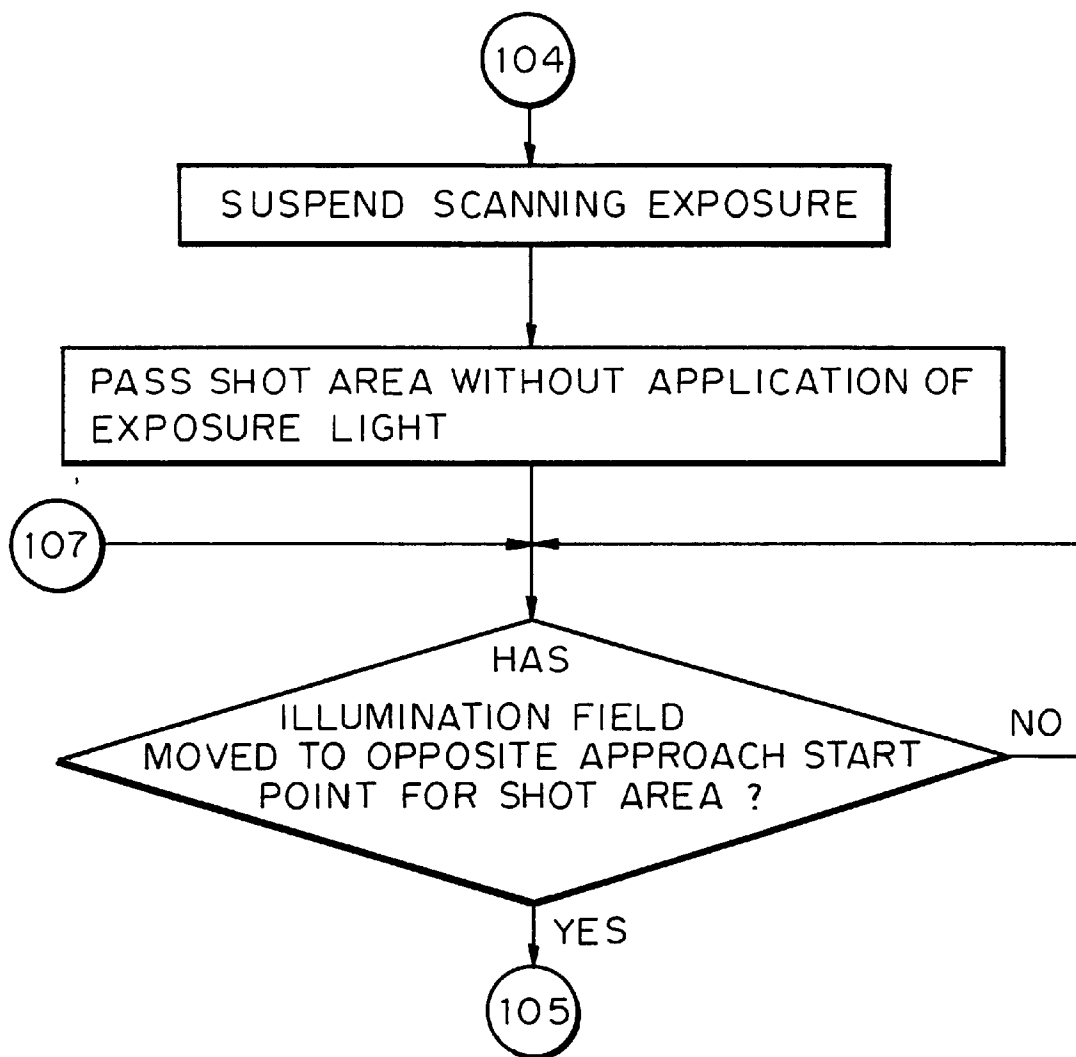 104
SUSPEND SCANNING EXPOSURE
PASS SHOT AREA WITHOUT APPLICATION OF
EXPOSURE LIGHT
107
HAS
ILLUMINATION FIELD
MOVED TO OPPOSITE APPROACH START
POINT FOR SHOT AREA ?
NO
YES
105